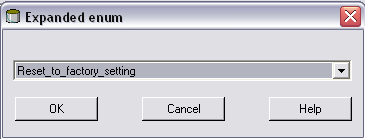 Expanded enum
Reset_to_factory_setting
OK Cancel Help